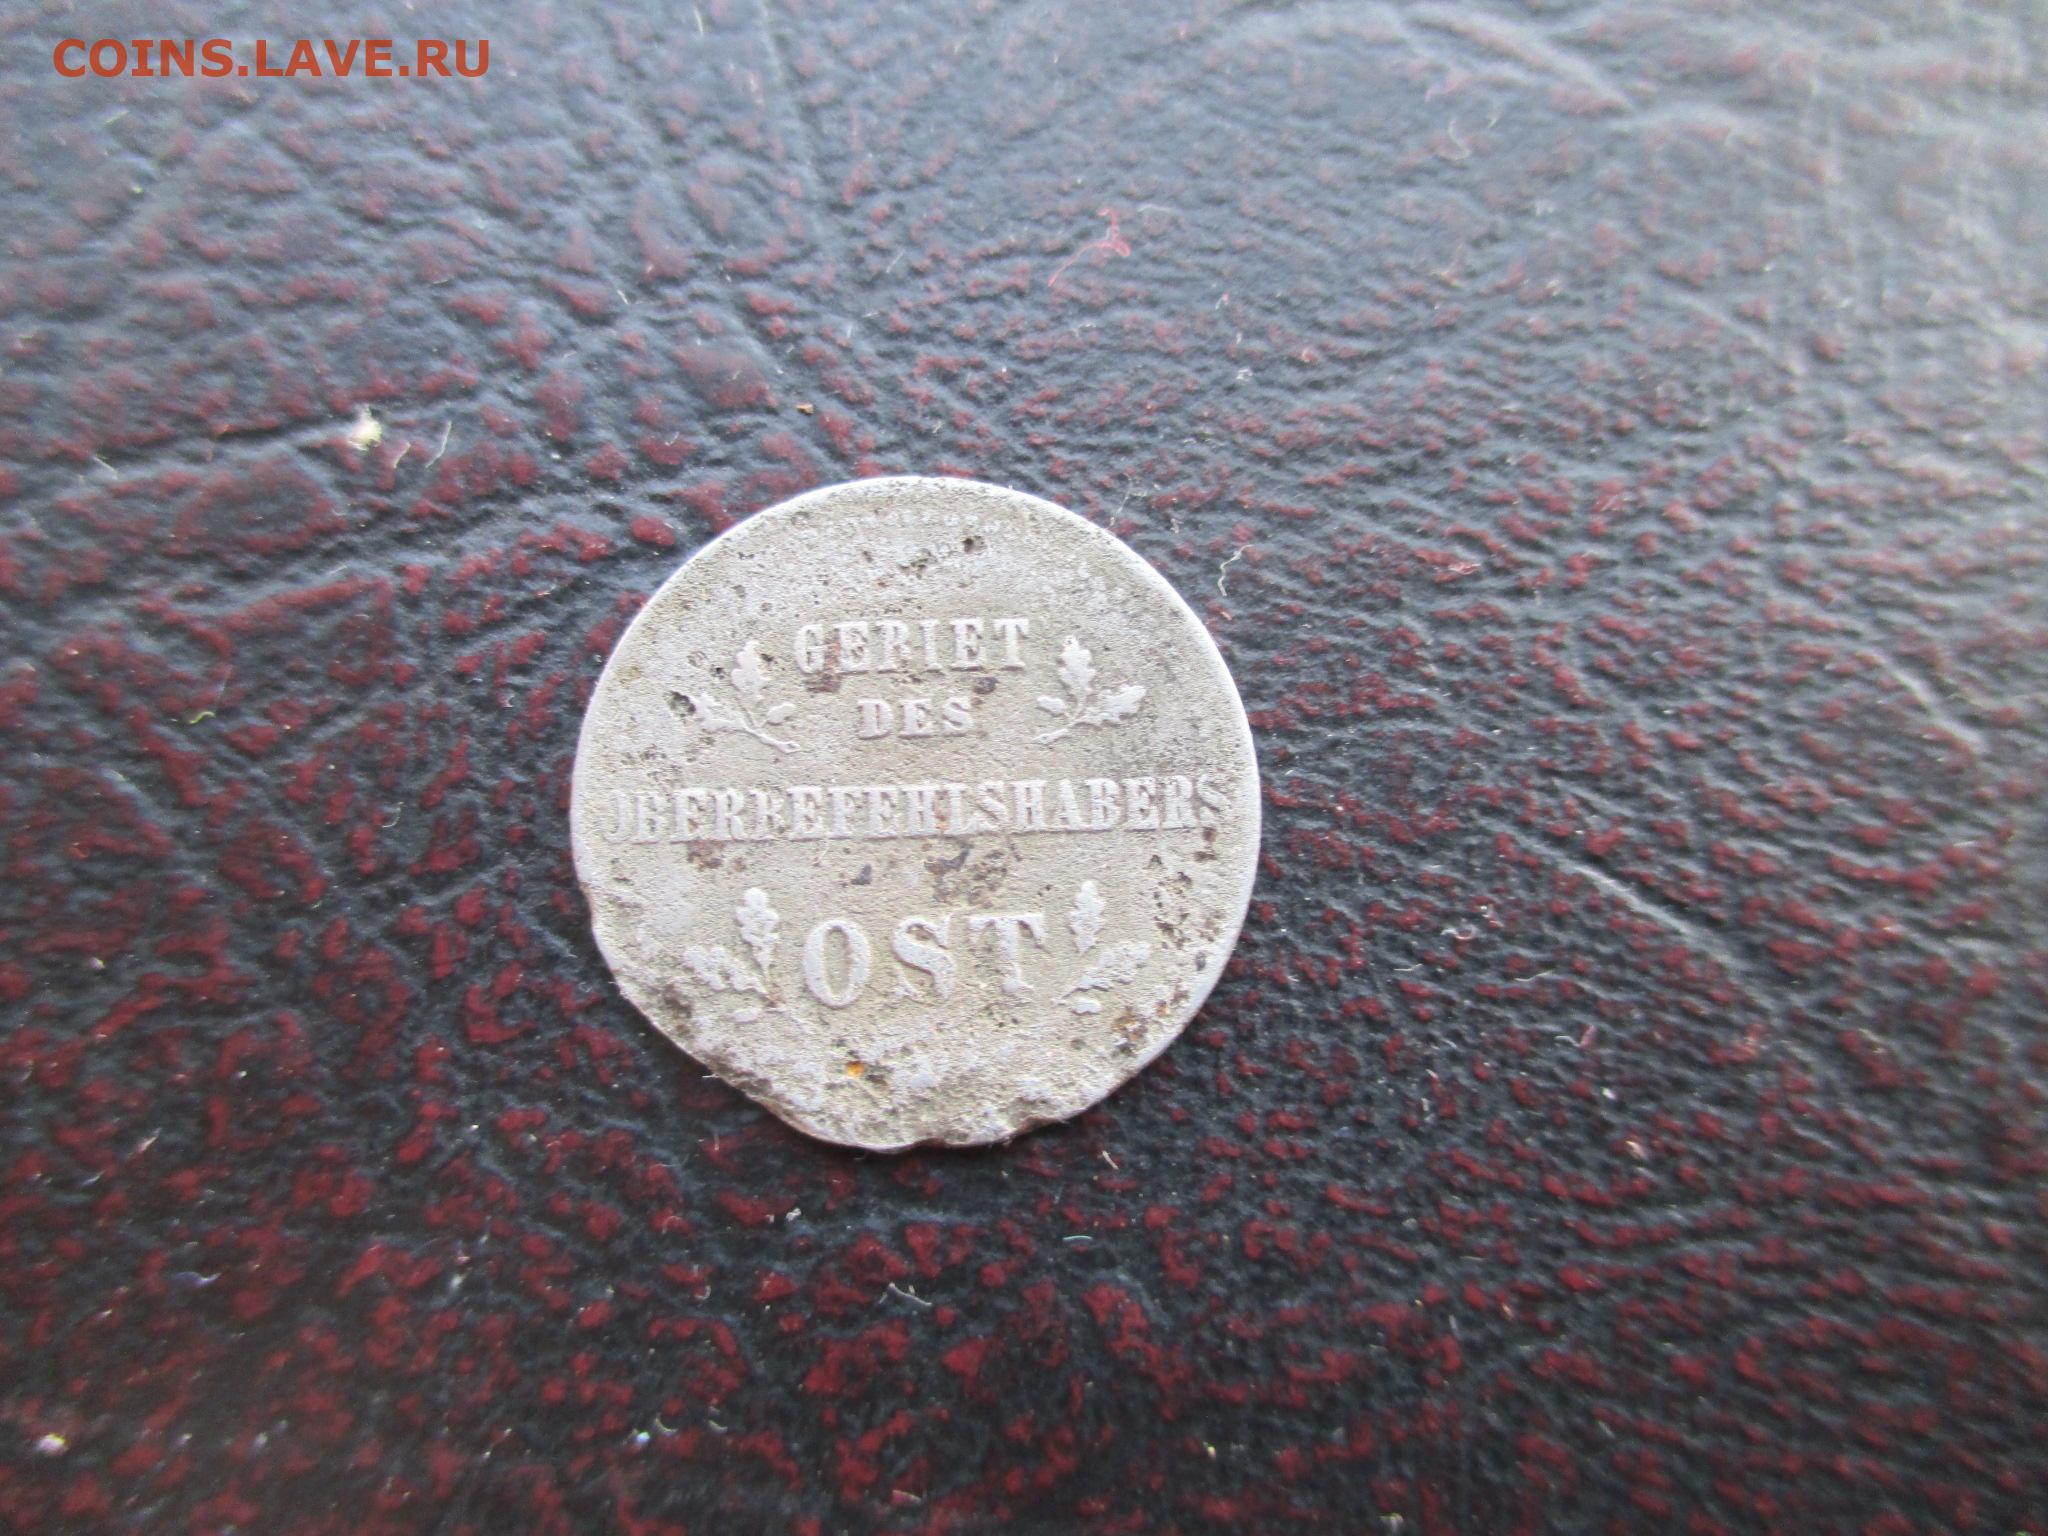 COINS.LAVE.RU
GEBIET
DES
OBERBEFEHLSHABERS
OST